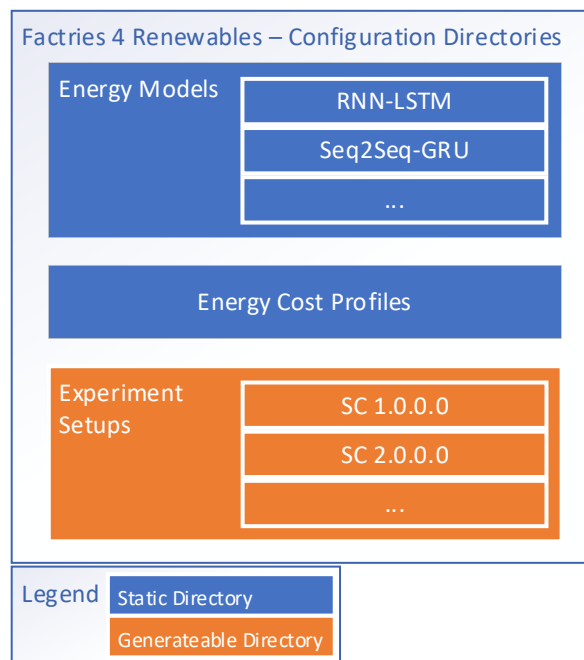 Factries 4 Renewables – Configuration Directories
Energy Models
RNN-LSTM
Seq2Seq-GRU
...
Energy Cost Profiles
Experiment
Setups
SC 1.0.0.0
SC 2.0.0.0
...
Legend
Static Directory
Generateable Directory